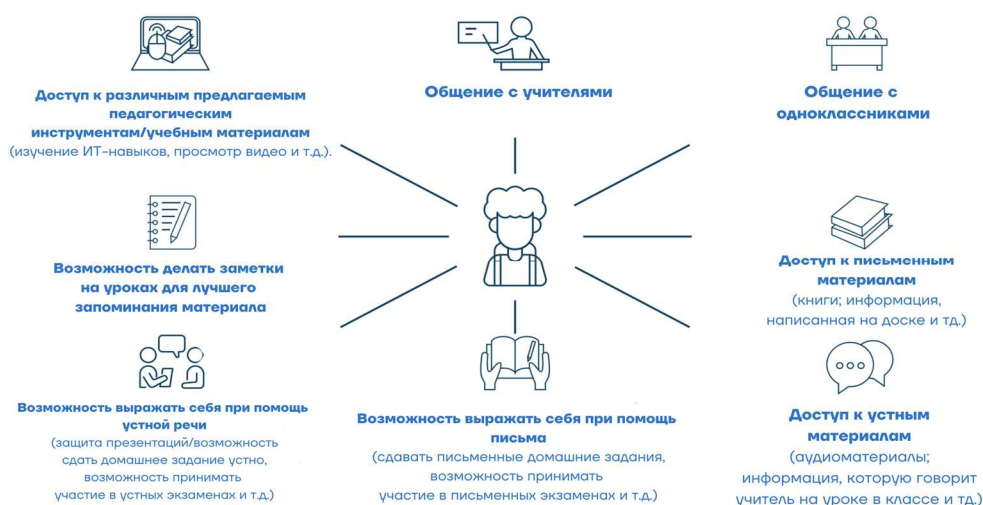 Доступ к различным предлагаемым
педагогическим
инструментам/учебным материалам
(изучение ИТ-навыков, просмотр видео и т.д.).
Общение с учителями
Общение с
одноклассниками
Возможность делать заметки
на уроках для лучшего
запоминания материала
Доступ к письменным
материалам
(книги; информация,
написанная на доске и тд.)
Возможность выражать себя при помощь
устной речи
(защита презентаций/возможность
сдать домашнее задание устно,
возможность принимать
участие в устных экзаменах и т.д.)
Возможность выражать себя при помощь
письма
(сдавать письменные домашние задания,
возможность принимать
участие в письменных экзаменах и т.д.)
Доступ к устным
материалам
(аудиоматериалы;
информация, которую говорит
учитель на уроке в классе и тд.)